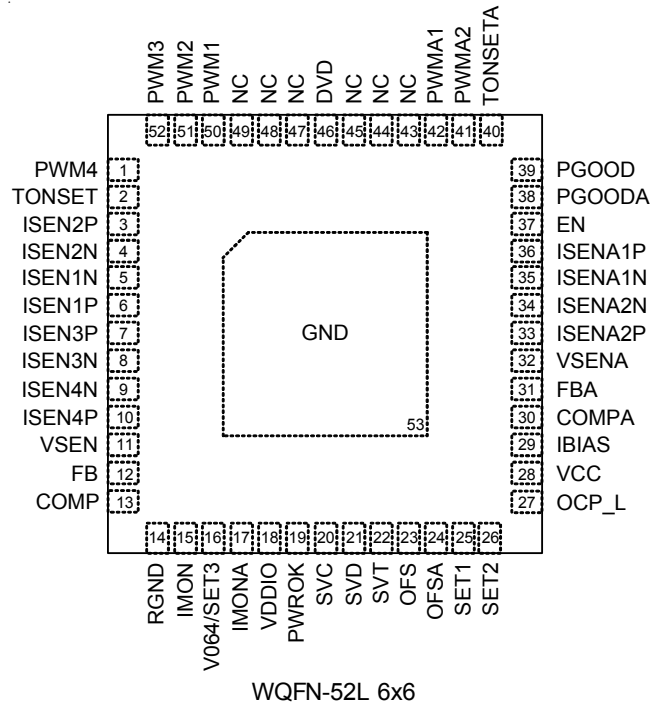 PWM3 PWM2 PWM1 NC NC NC DVD NC NC NC PWMA1 PWMA2 TONSETA
52 51 50 49 48 47 46 45 44 43 42 41 40
PWM4 1
TONSET 2
ISEN2P 3
ISEN2N 4
ISEN1N 5
ISEN1P 6
ISEN3P 7
ISEN3N 8
ISEN4N 9
ISEN4P 10
VSEN 11
FB 12
COMP 13
GND
53
39 PGOOD
38 PGOODA
37 EN
36 ISENA1P
35 ISENA1N
34 ISENA2N
33 ISENA2P
32 VSENA
31 FBA
30 COMPA
29 IBIAS
28 VCC
27 OCP_L
14 15 16 17 18 19 20 21 22 23 24 25 26
RGND IMON V064/SET3 IMONA VDDIO PWROK SVC SVD SVT OFS OFSA SET1 SET2
WQFN-52L 6x6